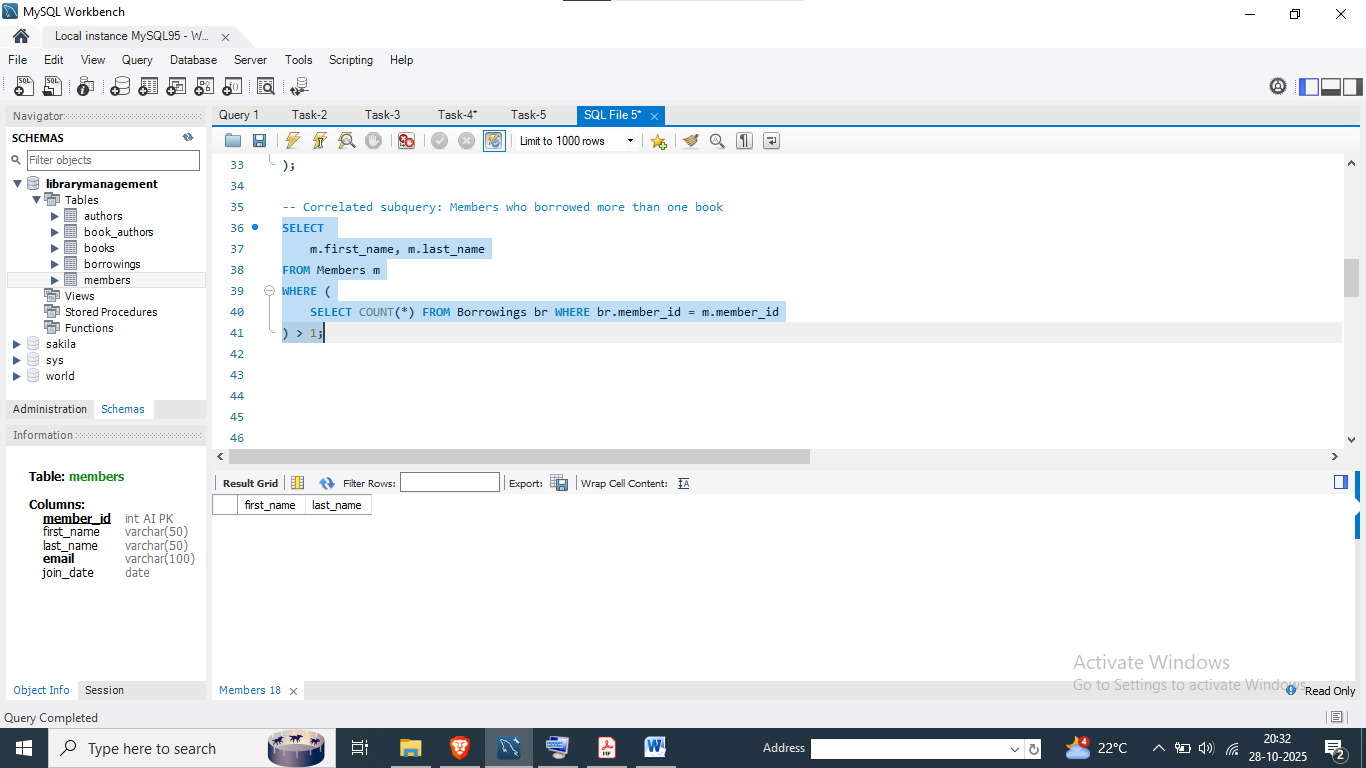 MySQL Workbench
Local instance MySQL95 - W...
File Edit View Query Database Server Tools Scripting Help
Navigator
SCHEMAS
Filter objects
librarymanagement
Tables
authors
book_authors
books
borrowings
members
Views
Stored Procedures
Functions
sakila
sys
world
Administration Schemas
Information
Table: members
Columns:
member_id int AI PK
first_name varchar(50)
last_name varchar(50)
email varchar(100)
join_date date
Object Info Session
Query 1 Task-2 Task-3 Task-4* Task-5 SQL File 5*
Limit to 1000 rows
33 );
34
35 -- Correlated subquery: Members who borrowed more than one book
36 SELECT
37 m.first_name, m.last_name
38 FROM Members m
39 WHERE (
40 SELECT COUNT(*) FROM Borrowings br WHERE br.member_id = m.member_id
41 ) > 1;
42
43
44
45
46
Result Grid Filter Rows: Export: Wrap Cell Content:
first_name last_name
Activate Windows
Go to Settings to activate Windows.
Members 18 Read Only
Query Completed
Type here to search Address 4 22°C 20:32
28-10-2025 2